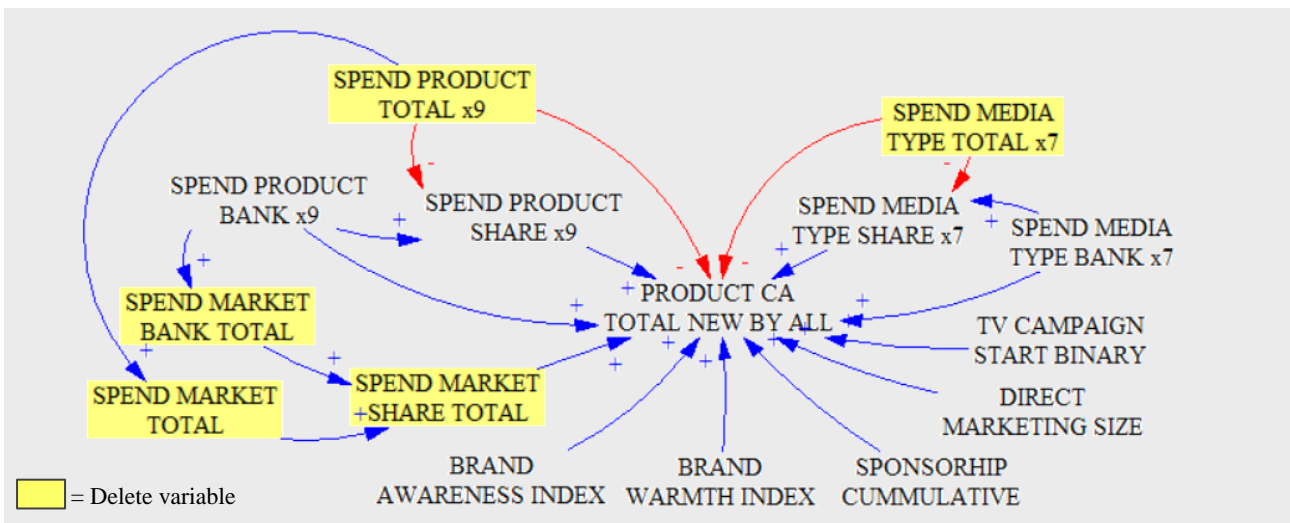 SPEND PRODUCT
TOTAL x9
SPEND MEDIA
TYPE TOTAL x7
-
-
SPEND PRODUCT
BANK x9
+
SPEND PRODUCT
SHARE x9
SPEND MEDIA
TYPE SHARE x7
+
SPEND MEDIA
TYPE BANK x7
+
+
-
-
+
PRODUCT CA
TOTAL NEW BY ALL
SPEND MARKET
BANK TOTAL
+
+
+
+
TV CAMPAIGN
START BINARY
+
+
+
+
+
SPEND MARKET
TOTAL
SPEND MARKET
+SHARE TOTAL
DIRECT
MARKETING SIZE
BRAND
AWARENESS INDEX
BRAND
WARMTH INDEX
SPONSORHIP
CUMMULATIVE
= Delete variable